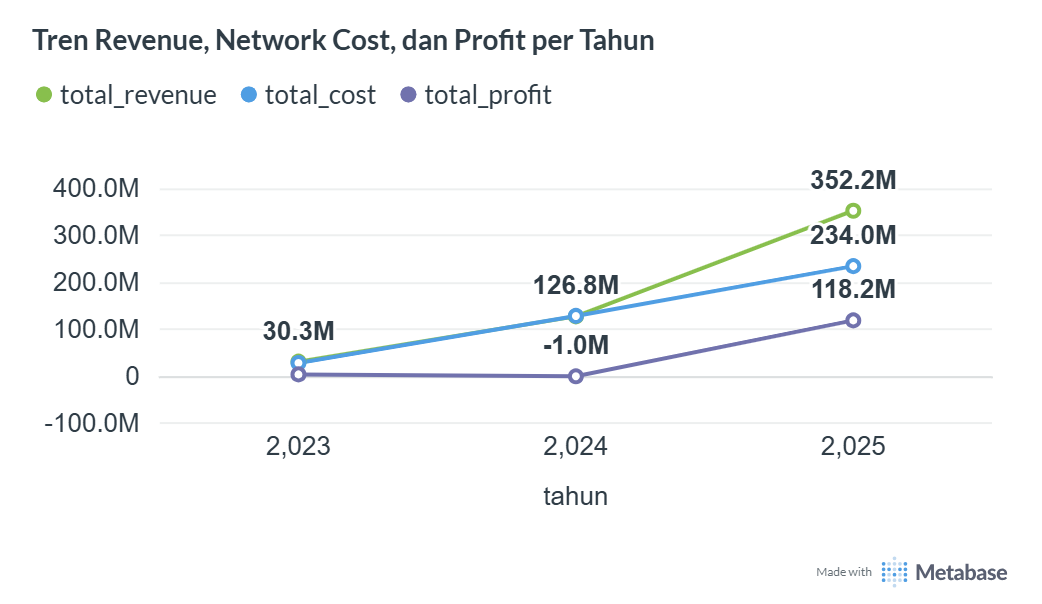 Tren Revenue, Network Cost, dan Profit per Tahun
total_revenue total_cost total_profit
400.0M
300.0M
200.0M
100.0M
0
-100.0M
352.2M
234.0M
118.2M
126.8M
-1.0M
30.3M
2,023 2,024 2,025
tahun
Made with Metabase